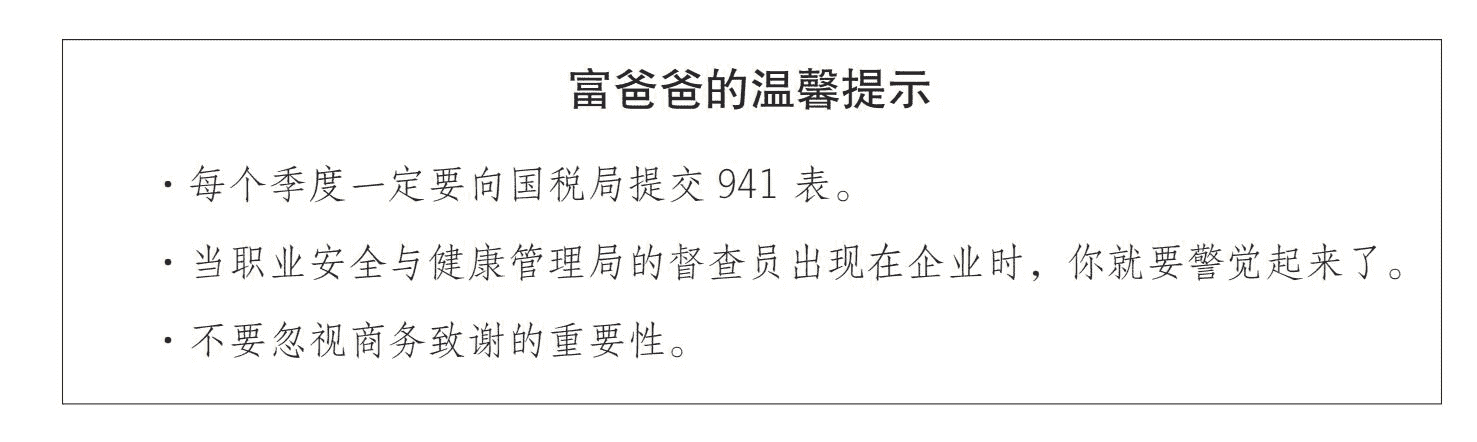 富爸爸的温馨提示
·每个季度一定要向国税局提交 941 表。
·当职业安全与健康管理局的督查员出现在企业时，你就要警觉起来了。
·不要忽视商务致谢的重要性。